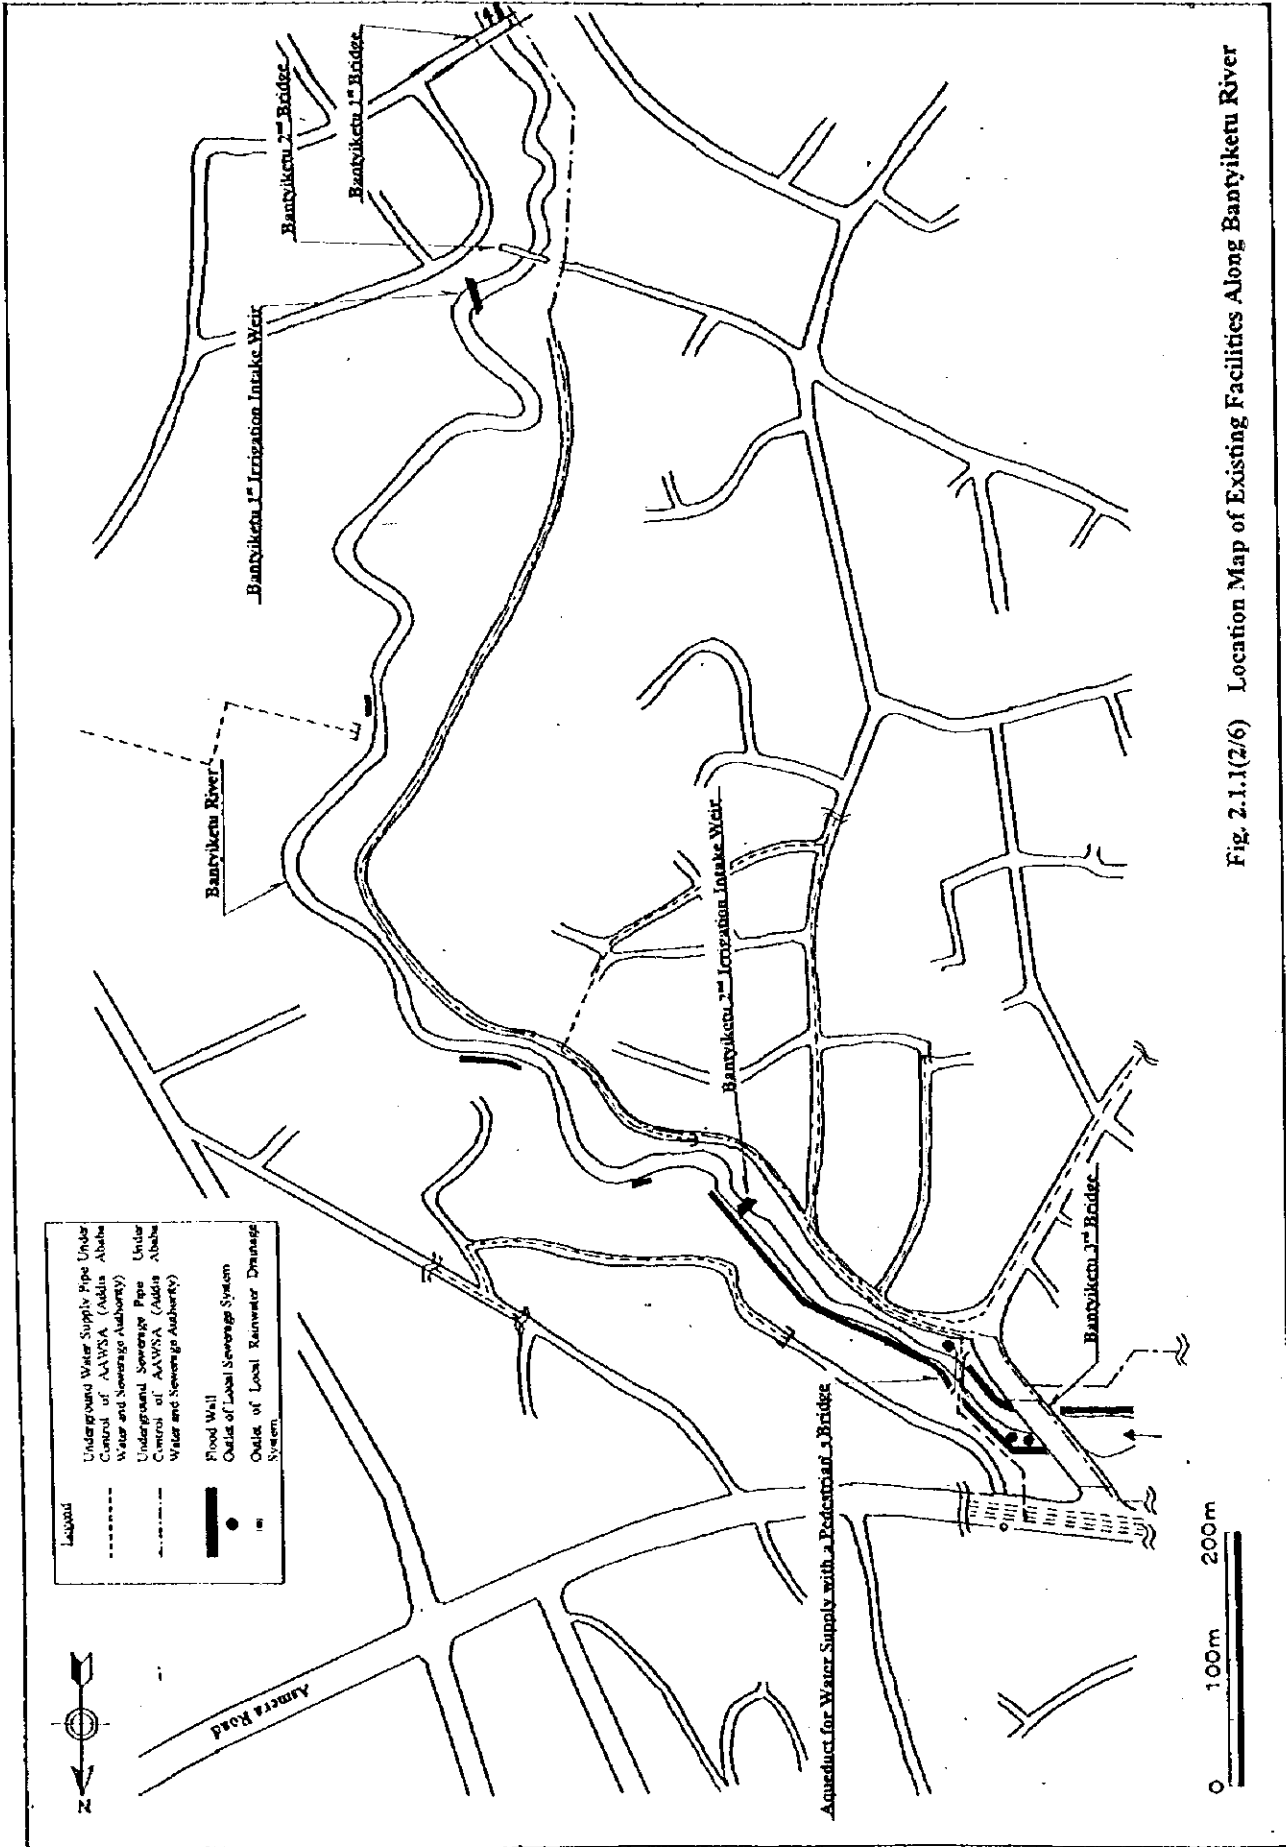 Legend
Underground Water Supply Pipe Under
Control of AAWSA (Addis Ababa
Water and Sewerage Authority)
Underground Sewerage Pipe Under
Control of AAWSA (Addis Ababa
Water and Sewerage Authority)
Flood Wall
Outlet of Local Sewerage System
Outlet of Local Rainwater Drainage
System
N
Asmera Road
Bantyiketu River
Bantyiketu 1st Irrigation Intake Weir
Bantyiketu 2nd Bridge
Bantyiketu 1st Bridge
Bantyiketu 2nd Irrigation Intake Weir
Aqueduct for Water Supply with a Pedestrian Bridge
Bantyiketu 3rd Bridge
0 100m 200m
Fig. 2.1.1(2/6) Location Map of Existing Facilities Along Bantyiketu River